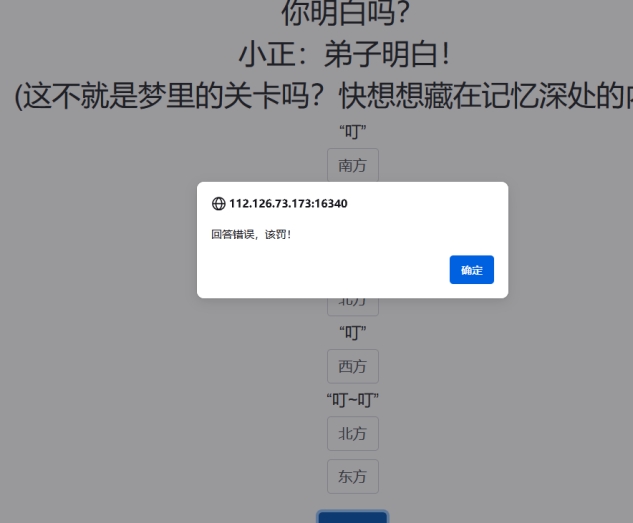 你明白吗？
小正：弟子明白！
(这不就是梦里的关卡吗？快想想藏在记忆深处的
“叮”
南方
112.126.73.173:16340
回答错误，该罚！
确定
北方
“叮”
西方
“叮~叮”
北方
东方